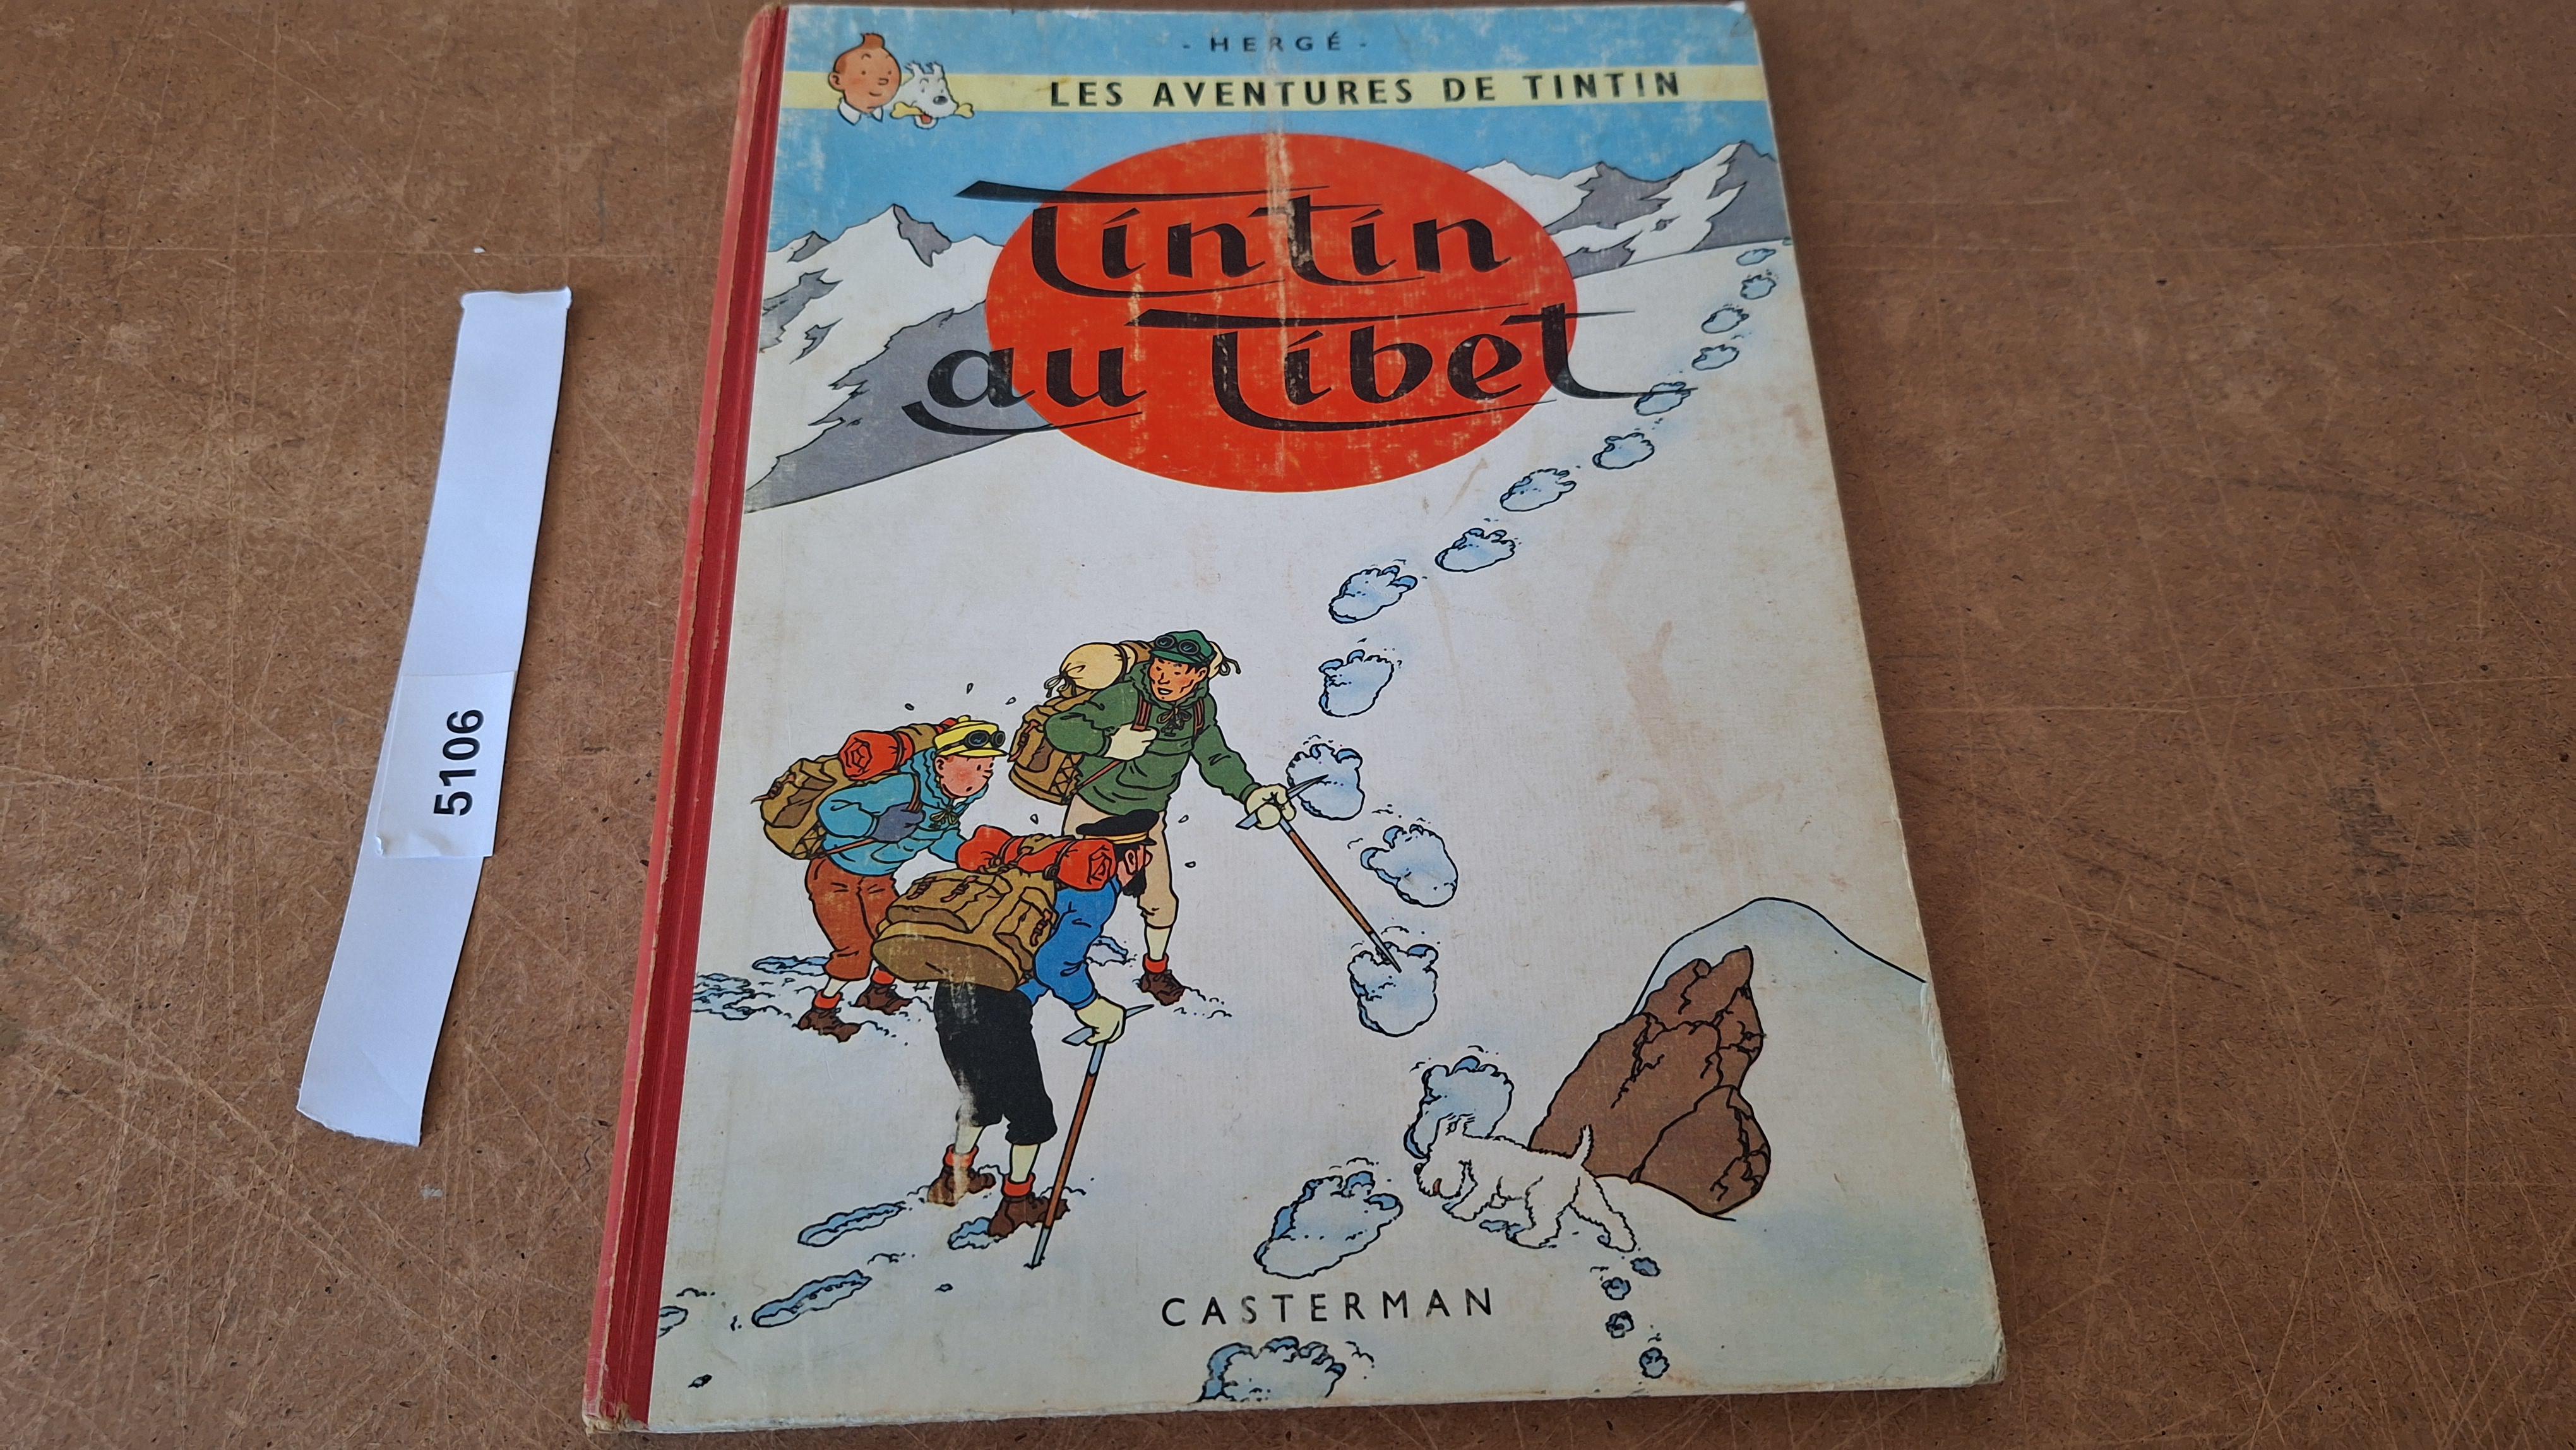 - HERGÉ -
LES AVENTURES DE TINTIN
Tintin
au Tibet
CASTERMAN
5106